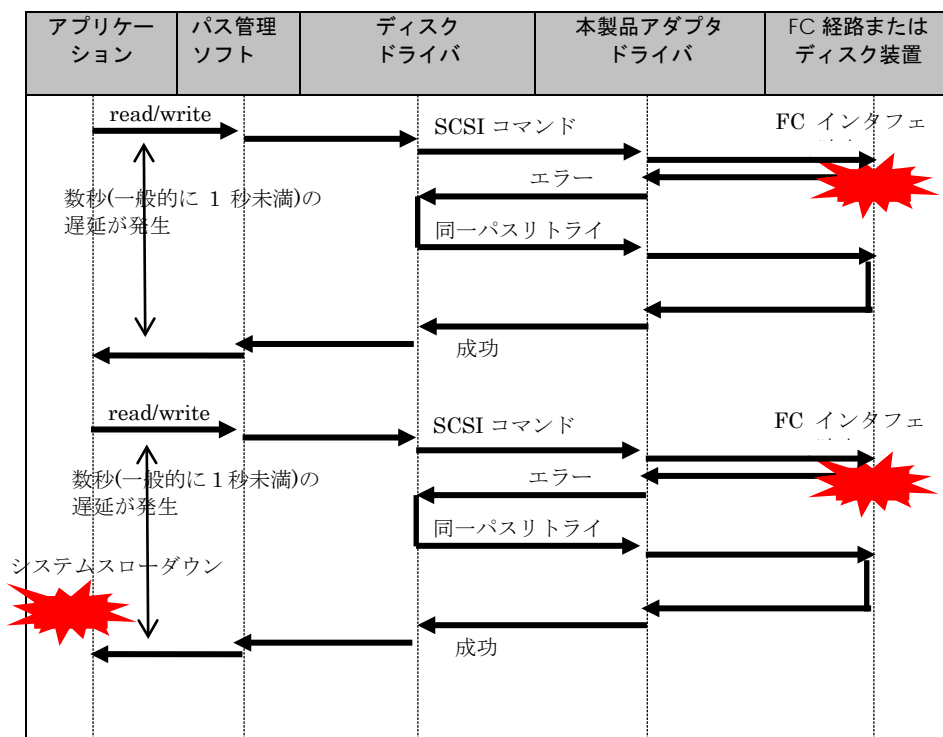 アプリケー
ション
パス管理
ソフト
ディスク
ドライバ
本製品アダプタ
ドライバ
FC 経路または
ディスク装置
read/write
SCSI コマンド
FC インタフェ
エラー
数秒(一般的に 1 秒未満)の
遅延が発生
同一パスリトライ
成功
read/write
SCSI コマンド
FC インタフェ
エラー
数秒(一般的に 1 秒未満)の
遅延が発生
同一パスリトライ
システムスローダウン
成功